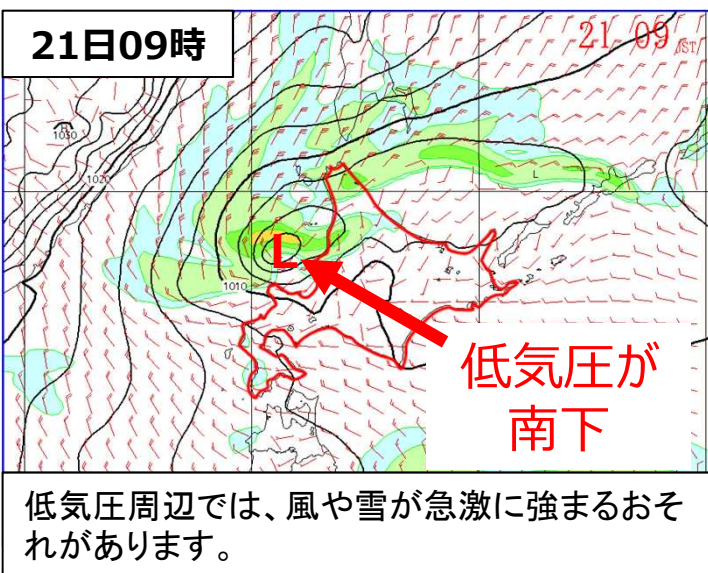 21日09時
21 09 JST
1030
1020
L
L
1010
低気圧が
南下
低気圧周辺では、風や雪が急激に強まるおそ
れがあります。